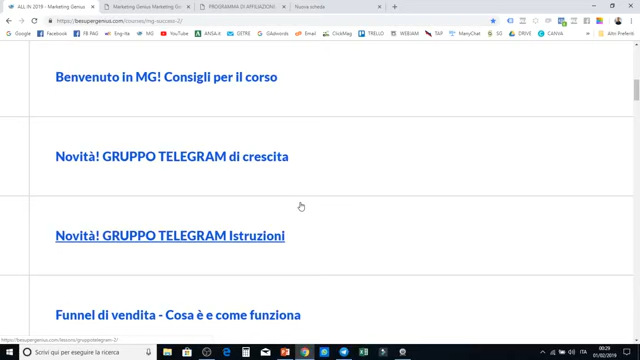 ALL IN 2019 - Marketing Genius
Marketing Genius Marketing Go
PROGRAMMA DI AFFILIAZIONE
Nuova scheda
https://besupergenius.com/courses/mg-success-2/
Google
Facebook
FB PAG
Eng-ita
MG
YouTube
ANSA.it
GETRESP
GAdwords
Email
ClickMag
TRELLO
WEBJAM
TAP
ManyChat
SG
DRIVE
CANVA
Altri Preferiti
Benvenuto in MG! Consigli per il corso
Novità! GRUPPO TELEGRAM di crescita
Novità! GRUPPO TELEGRAM Istruzioni
Funnel di vendita - Cosa è e come funziona
https://besupergenius.com/lessons/gruppotelegram-2/
Scrivi qui per eseguire la ricerca
ITA
00:29
01/02/2019